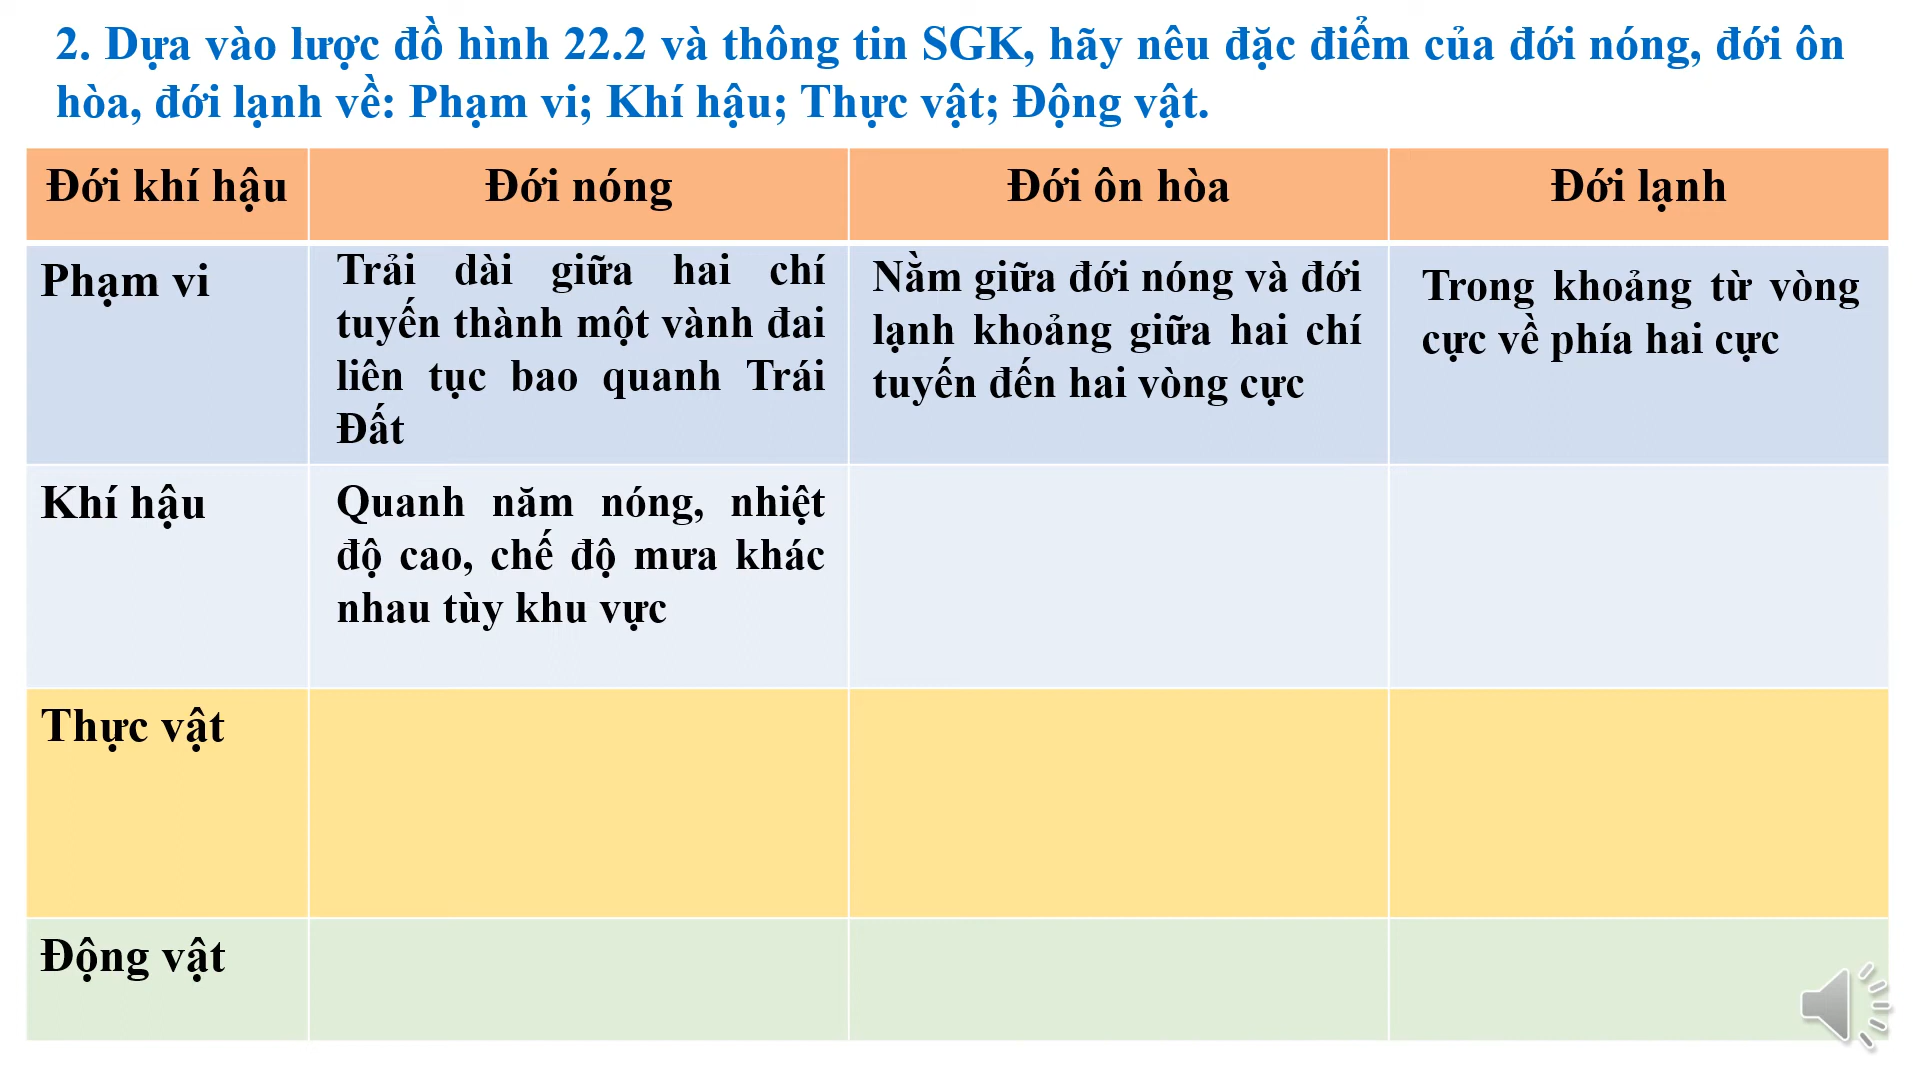 2. Dựa vào lược đồ hình 22.2 và thông tin SGK, hãy nêu đặc điểm của đới nóng, đới ôn
hòa, đới lạnh về: Phạm vi; Khí hậu; Thực vật; Động vật.
Đới khí hậu
Đới nóng
Đới ôn hòa
Đới lạnh
Phạm vi
Trải dài giữa hai chí
tuyến thành một vành đai
liên tục bao quanh Trái
Đất
Nằm giữa đới nóng và đới
lạnh khoảng giữa hai chí
tuyến đến hai vòng cực
Trong khoảng từ vòng
cực về phía hai cực
Khí hậu
Quanh năm nóng, nhiệt
độ cao, chế độ mưa khác
nhau tùy khu vực
Thực vật
Động vật